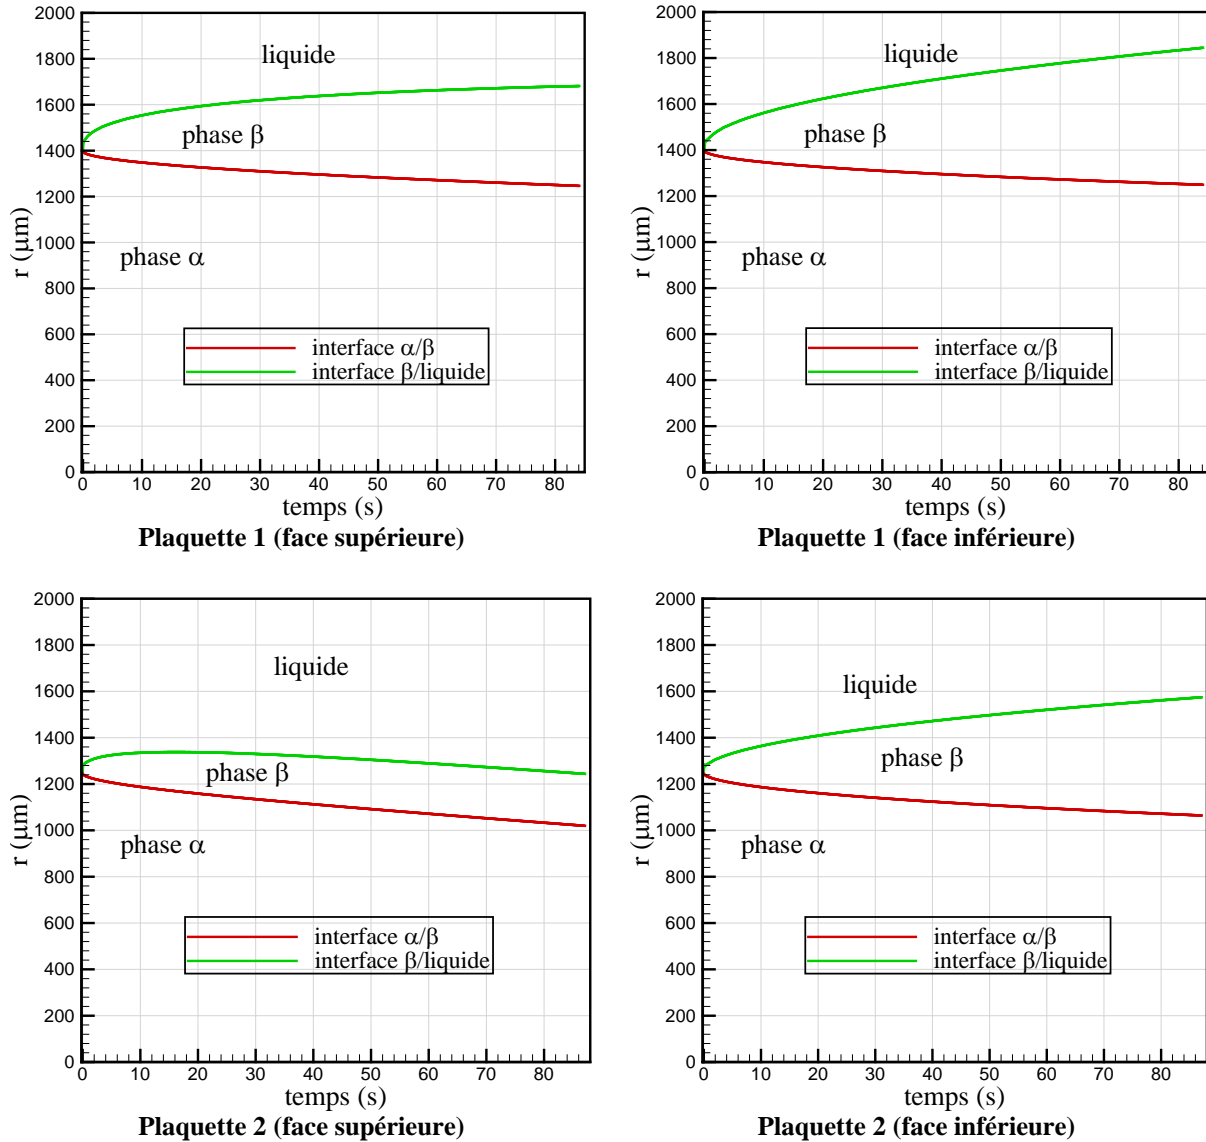 2000
1800
1600
1400
1200
1000
800
600
400
200
0
r (μm)
liquide
phase β
phase α
interface α/β
interface β/liquide
0 10 20 30 40 50 60 70 80
temps (s)
Plaquette 1 (face supérieure)
2000
1800
1600
1400
1200
1000
800
600
400
200
0
r (μm)
liquide
phase β
phase α
interface α/β
interface β/liquide
0 10 20 30 40 50 60 70 80
temps (s)
Plaquette 1 (face inférieure)
2000
1800
1600
1400
1200
1000
800
600
400
200
0
r (μm)
liquide
phase β
phase α
interface α/β
interface β/liquide
0 10 20 30 40 50 60 70 80
temps (s)
Plaquette 2 (face supérieure)
2000
1800
1600
1400
1200
1000
800
600
400
200
0
r (μm)
liquide
phase β
phase α
interface α/β
interface β/liquide
0 10 20 30 40 50 60 70 80
temps (s)
Plaquette 2 (face inférieure)